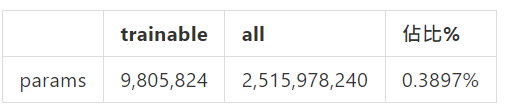 trainable all 佔比%
params 9,805,824 2,515,978,240 0.3897%